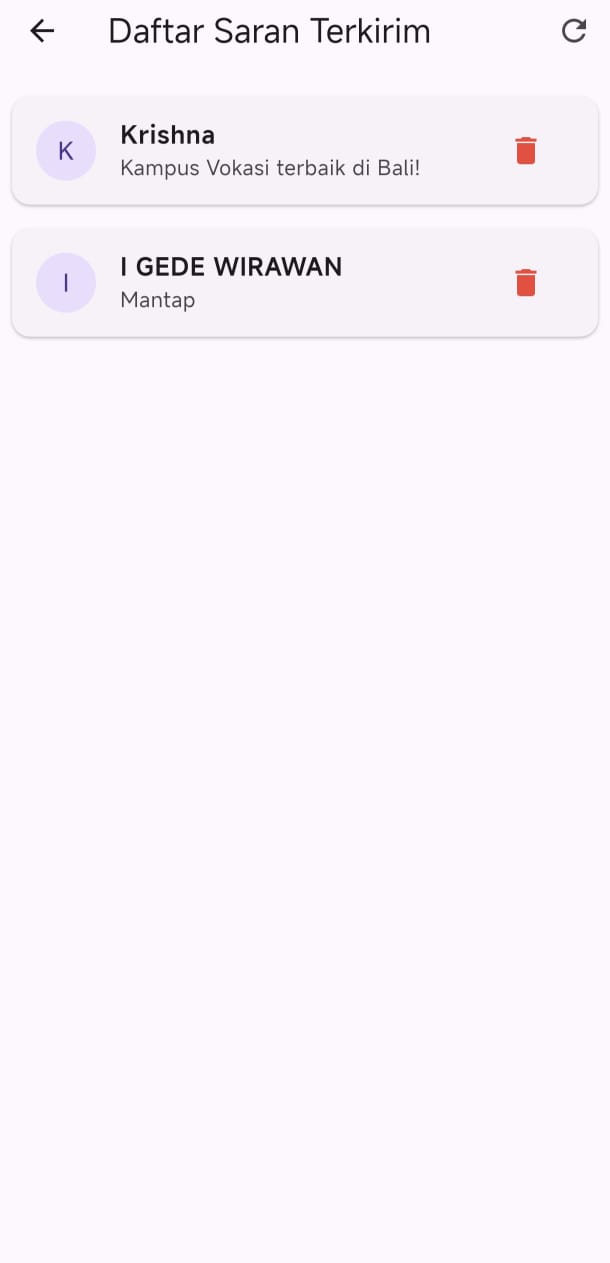 Daftar Saran Terkirim
K
Krishna
Kampus Vokasi terbaik di Bali!
I
I GEDE WIRAWAN
Mantap